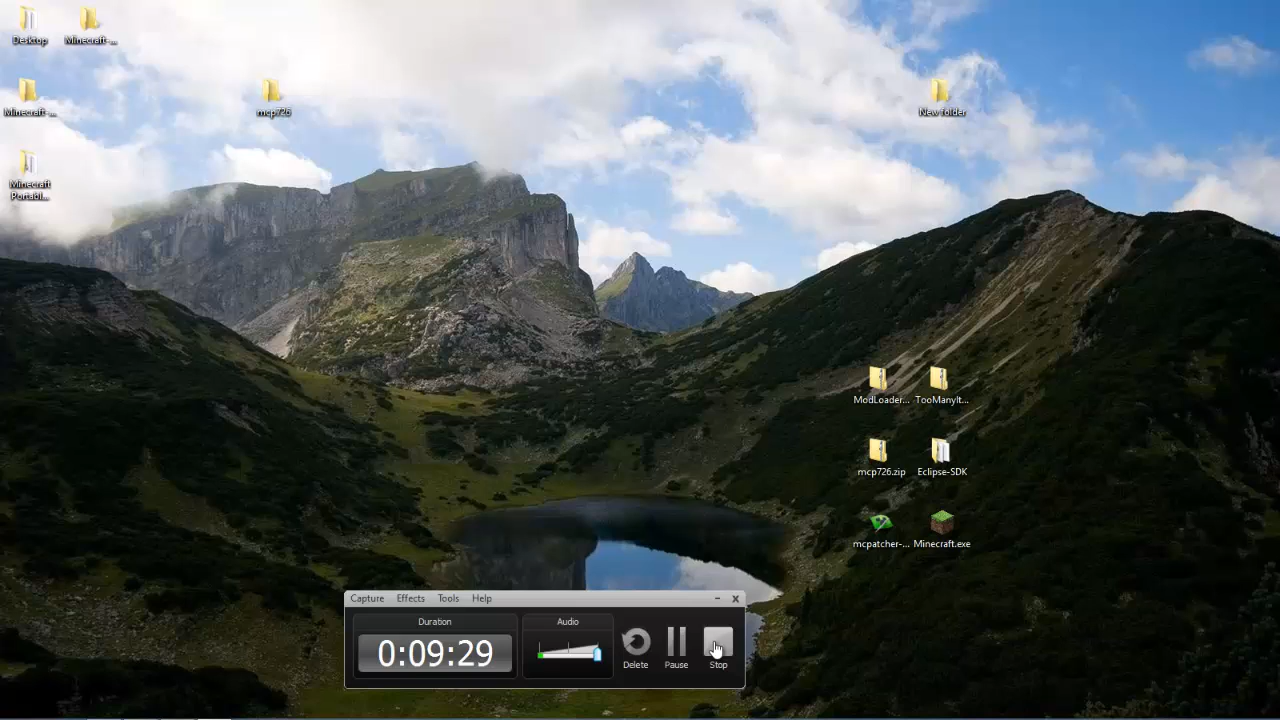 Desktop
Minecraft-...
Minecraft-...
mcp726
New folder
Minecraft
Portabl...
ModLoader...
TooManyIt...
mcp726.zip
Eclipse-SDK
mcpatcher-...
Minecraft.exe
Capture Effects Tools Help
Duration
0:09:29
Audio
Delete
Pause
Stop